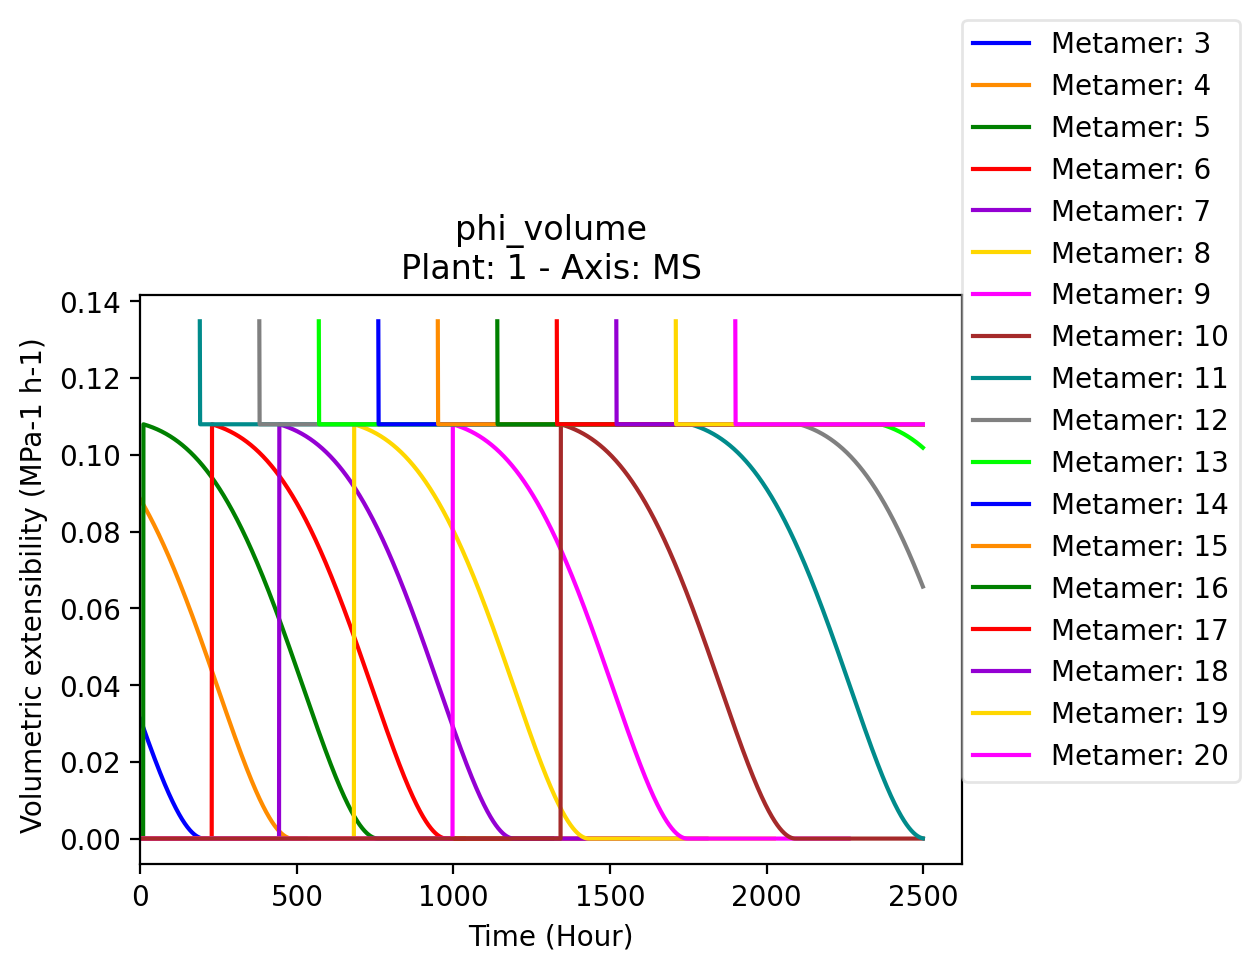 phi_volume
Plant: 1 - Axis: MS
Volumetric extensibility (MPa-1 h-1)
0.14
0.12
0.10
0.08
0.06
0.04
0.02
0.00
0
500
1000
1500
2000
2500
Time (Hour)
Metamer: 3
Metamer: 4
Metamer: 5
Metamer: 6
Metamer: 7
Metamer: 8
Metamer: 9
Metamer: 10
Metamer: 11
Metamer: 12
Metamer: 13
Metamer: 14
Metamer: 15
Metamer: 16
Metamer: 17
Metamer: 18
Metamer: 19
Metamer: 20